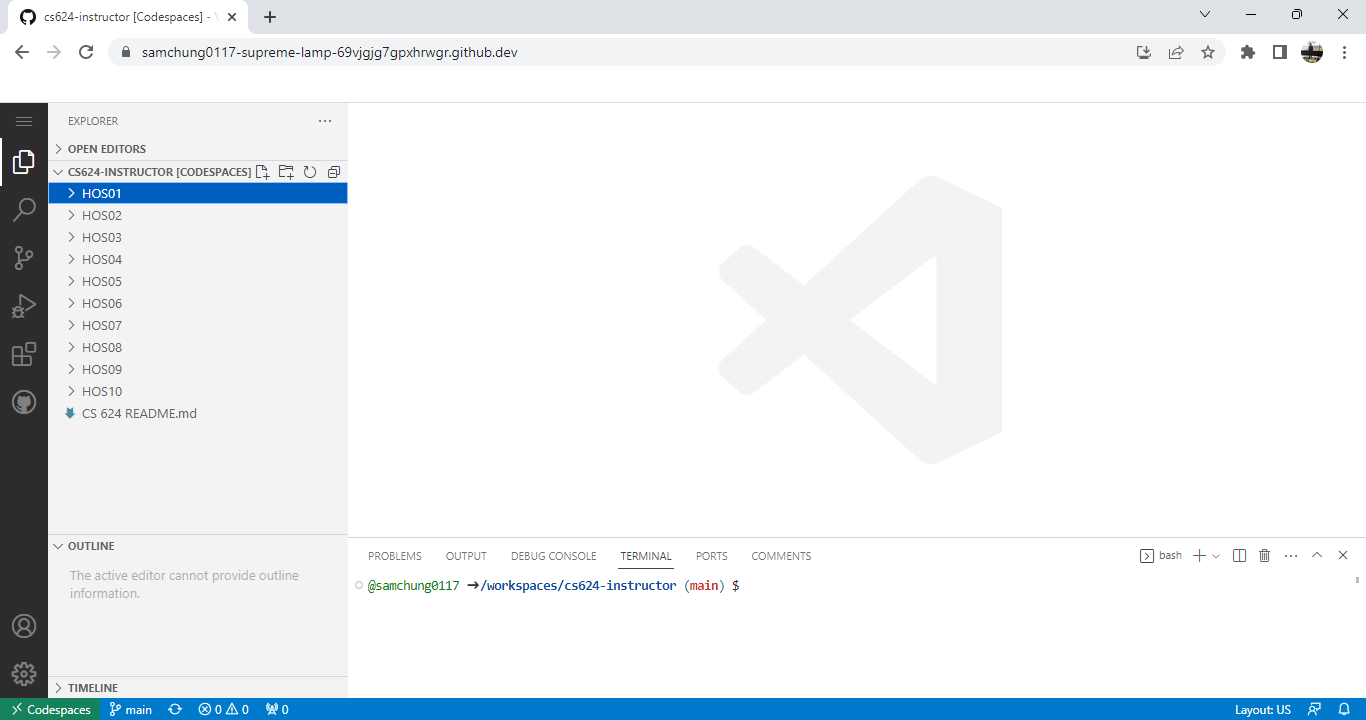 cs624-instructor [Codespaces] -
samchung0117-supreme-lamp-69vjgjg7gpxhrwgr.github.dev
EXPLORER
OPEN EDITORS
CS624-INSTRUCTOR [CODESPACES]
HOS01
HOS02
HOS03
HOS04
HOS05
HOS06
HOS07
HOS08
HOS09
HOS10
CS 624 README.md
OUTLINE
The active editor cannot provide outline
information.
TIMELINE
PROBLEMS OUTPUT DEBUG CONSOLE TERMINAL PORTS COMMENTS bash
@samchung0117 ➜/workspaces/cs624-instructor (main) $
Codespaces main 0 0 0 Layout: US